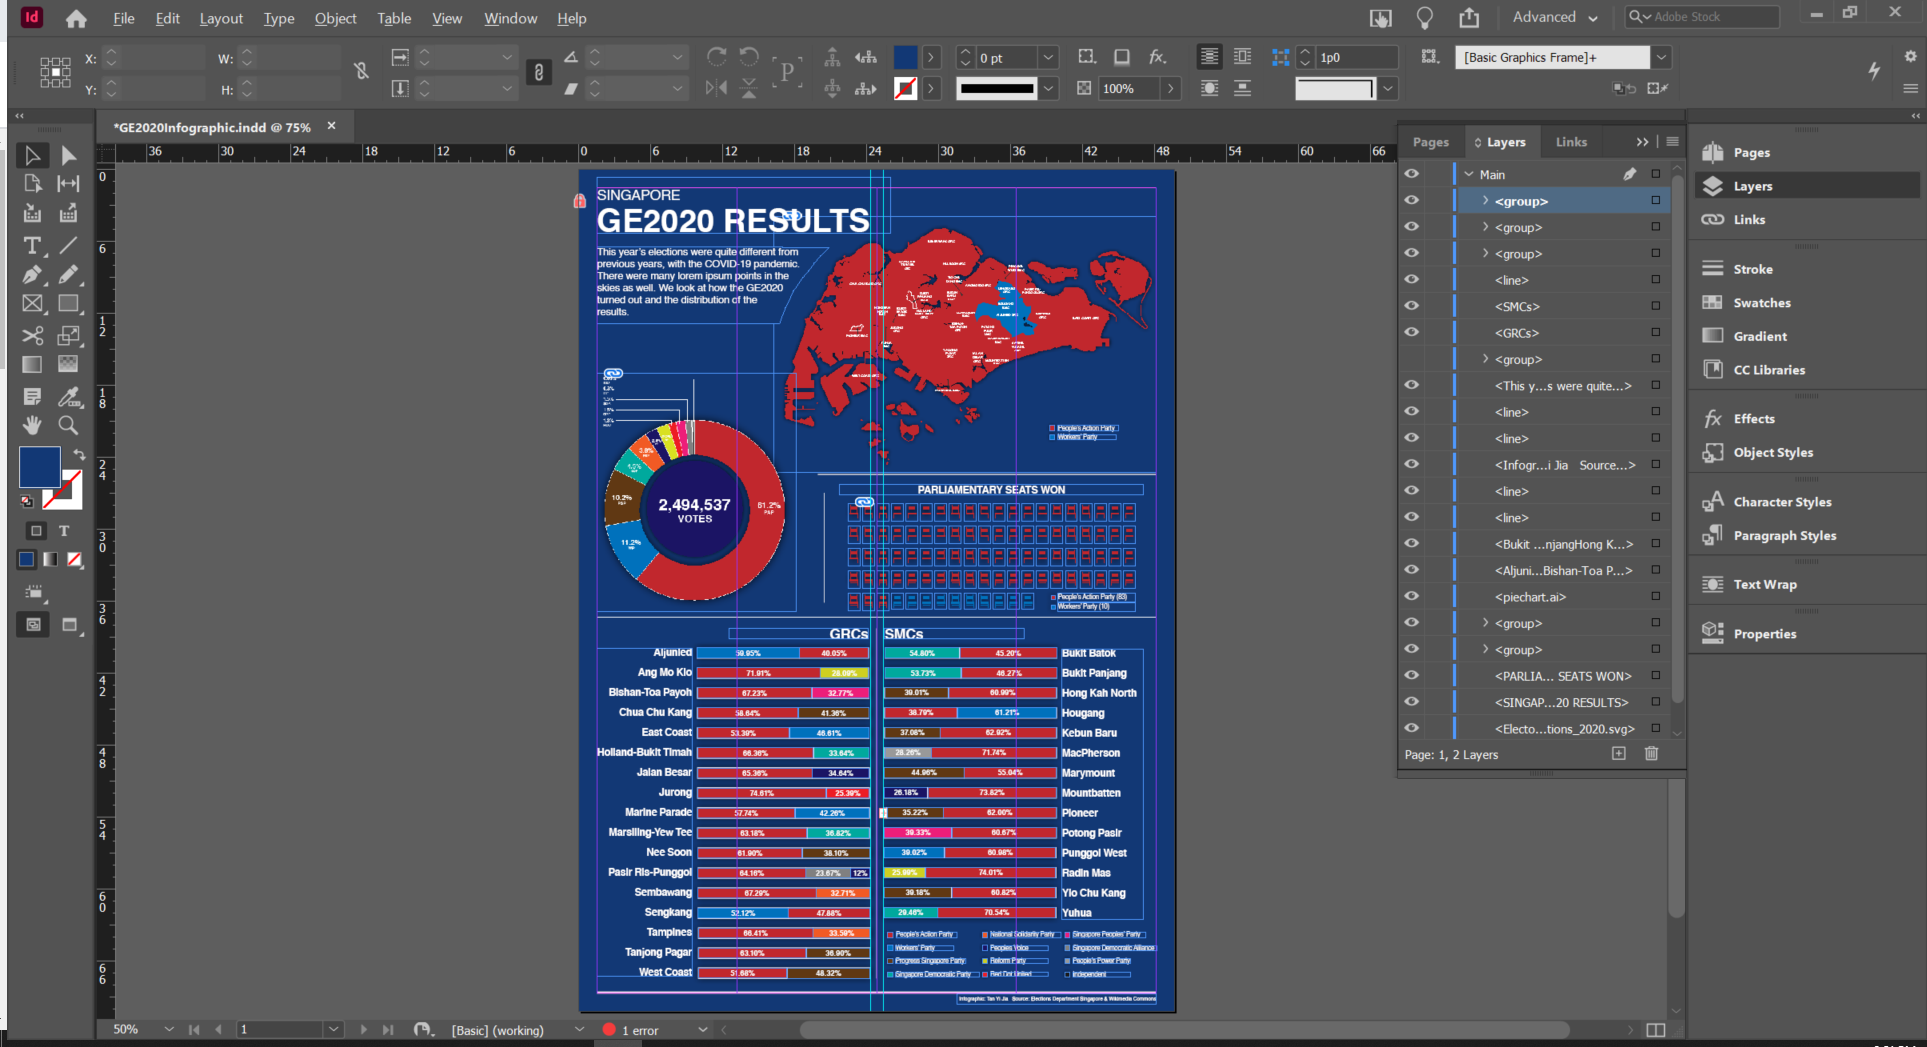 Id
File Edit Layout Type Object Table View Window Help
Advanced
Adobe Stock
X:
W:
Y:
H:
0 pt
1p0
[Basic Graphics Frame]+
100%
*GE2020Infographic.indd @ 75%
36 30 24 18 12 6 0 6 12 18 24 30 36 42 48 54 60 66
SINGAPORE
GE2020 RESULTS
This year's elections were quite different from
previous years, with the COVID-19 pandemic.
There were many lorem ipsum points in the
skies as well. We look at how the GE2020
turned out and the distribution of the
results.
People's Action Party
Workers' Party
2,494,537
VOTES
61.2%
PAP
10.2%
11.2%
PARLIAMENTARY SEATS WON
People's Action Party (83)
Workers' Party (10)
GRCs
SMCs
Aljunied 59.95% 40.05%
Ang Mo Kio 71.91% 28.09%
Bishan-Toa Payoh 67.23% 32.77%
Chua Chu Kang 58.64% 41.36%
East Coast 53.39% 46.61%
Holland-Bukit Timah 66.36% 33.64%
Jalan Besar 65.36% 34.64%
Jurong 74.61% 25.39%
Marine Parade 57.74% 42.26%
Marsiling-Yew Tee 63.18% 36.82%
Nee Soon 61.90% 38.10%
Pasir Ris-Punggol 64.16% 23.67% 12%
Sembawang 67.29% 32.71%
Sengkang 52.12% 47.88%
Tampines 66.41% 33.59%
Tanjong Pagar 63.10% 36.90%
West Coast 51.68% 48.32%
54.80% 45.20% Bukit Batok
53.73% 46.27% Bukit Panjang
39.01% 60.99% Hong Kah North
38.79% 61.21% Hougang
37.08% 62.92% Kebun Baru
28.26% 71.74% MacPherson
44.96% 55.04% Marymount
26.18% 73.82% Mountbatten
35.22% 62.00% Pioneer
39.33% 60.67% Potong Pasir
39.02% 60.98% Punggol West
25.99% 74.01% Radin Mas
39.18% 60.82% Yio Chu Kang
29.46% 70.54% Yuhua
People's Action Party
Workers' Party
Progress Singapore Party
Singapore Democratic Party
National Solidarity Party
Peoples Voice
Reform Party
Red Dot United
Singapore Peoples' Party
Singapore Democratic Alliance
People's Power Party
Independent
Infographic: Tan Yi Jia Source: Elections Department Singapore & Wikimedia Commons
50%
1
[Basic] (working)
1 error
Pages
Layers
Links
Main
<group>
<group>
<group>
<line>
<SMCs>
<GRCs>
<group>
<This y...s were quite...>
<line>
<line>
<Infogr...i Jia Source...>
<line>
<line>
<Bukit ...njangHong K...>
<Aljuni...Bishan-Toa P...>
<piechart.ai>
<group>
<group>
<PARLIA... SEATS WON>
<SINGAP...20 RESULTS>
<Electo...tions_2020.svg>
Page: 1, 2 Layers
Pages
Layers
Links
Stroke
Swatches
Gradient
CC Libraries
Effects
Object Styles
Character Styles
Paragraph Styles
Text Wrap
Properties